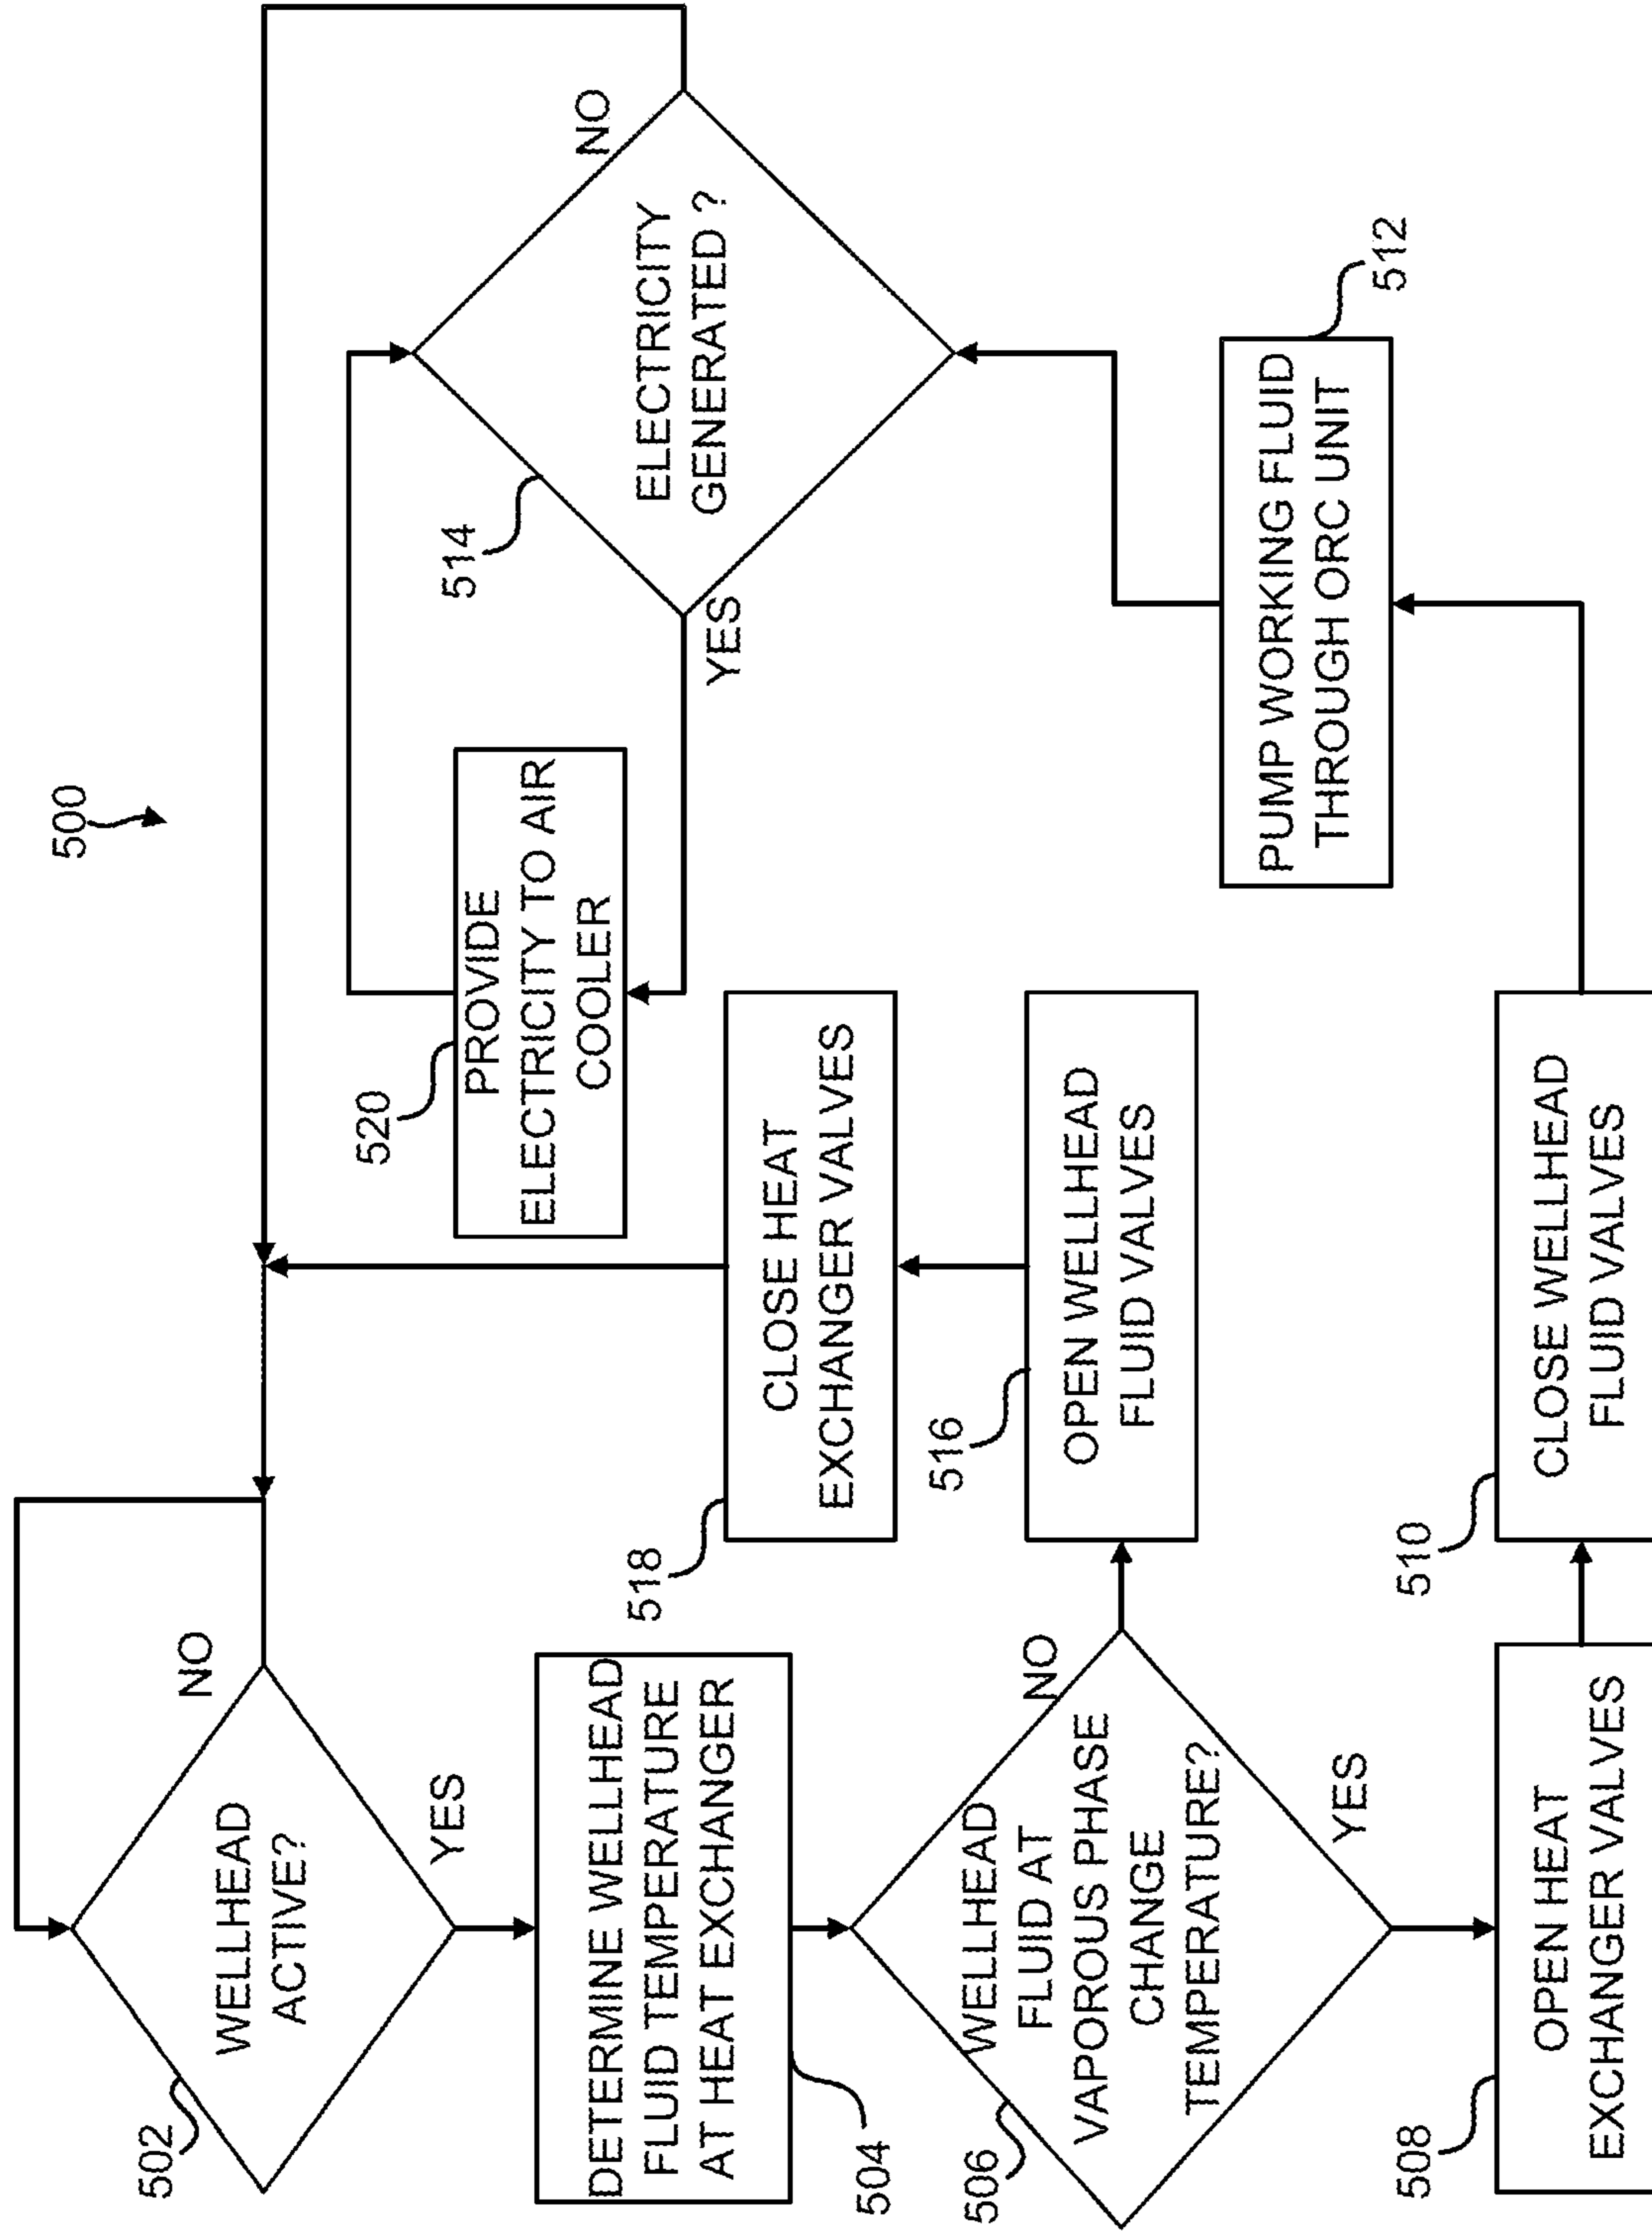 500
502
WELLHEAD
ACTIVE?
NO
YES
DETERMINE WELLHEAD
FLUID TEMPERATURE
AT HEAT EXCHANGER
504
506
WELLHEAD
FLUID AT
VAPOROUS PHASE
CHANGE
TEMPERATURE?
NO
YES
508
OPEN HEAT
EXCHANGER VALVES
510
CLOSE WELLHEAD
FLUID VALVES
516
OPEN WELLHEAD
FLUID VALVES
518
CLOSE HEAT
EXCHANGER VALVES
512
PUMP WORKING FLUID
THROUGH ORC UNIT
514
ELECTRICITY
GENERATED ?
NO
YES
520
PROVIDE
ELECTRICITY TO AIR
COOLER